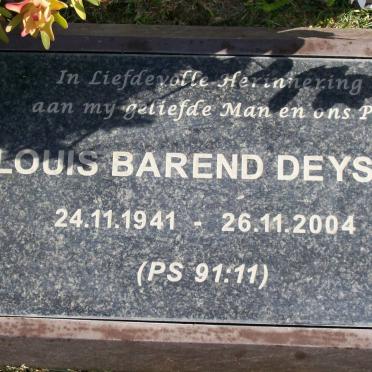 In Liefdevolle Herinnering
aan my geliefde Man en ons P
LOUIS BAREND DEYS
24.11.1941 - 26.11.2004
(PS 91:11)